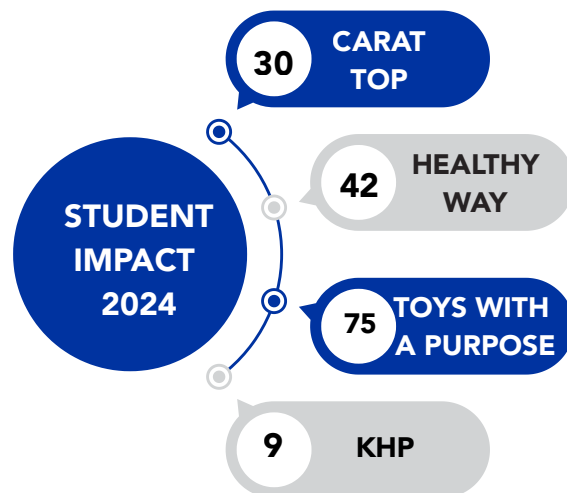 30
CARAT
TOP
42
HEALTHY
WAY
STUDENT
IMPACT
2024
75
TOYS WITH
A PURPOSE
9
KHP